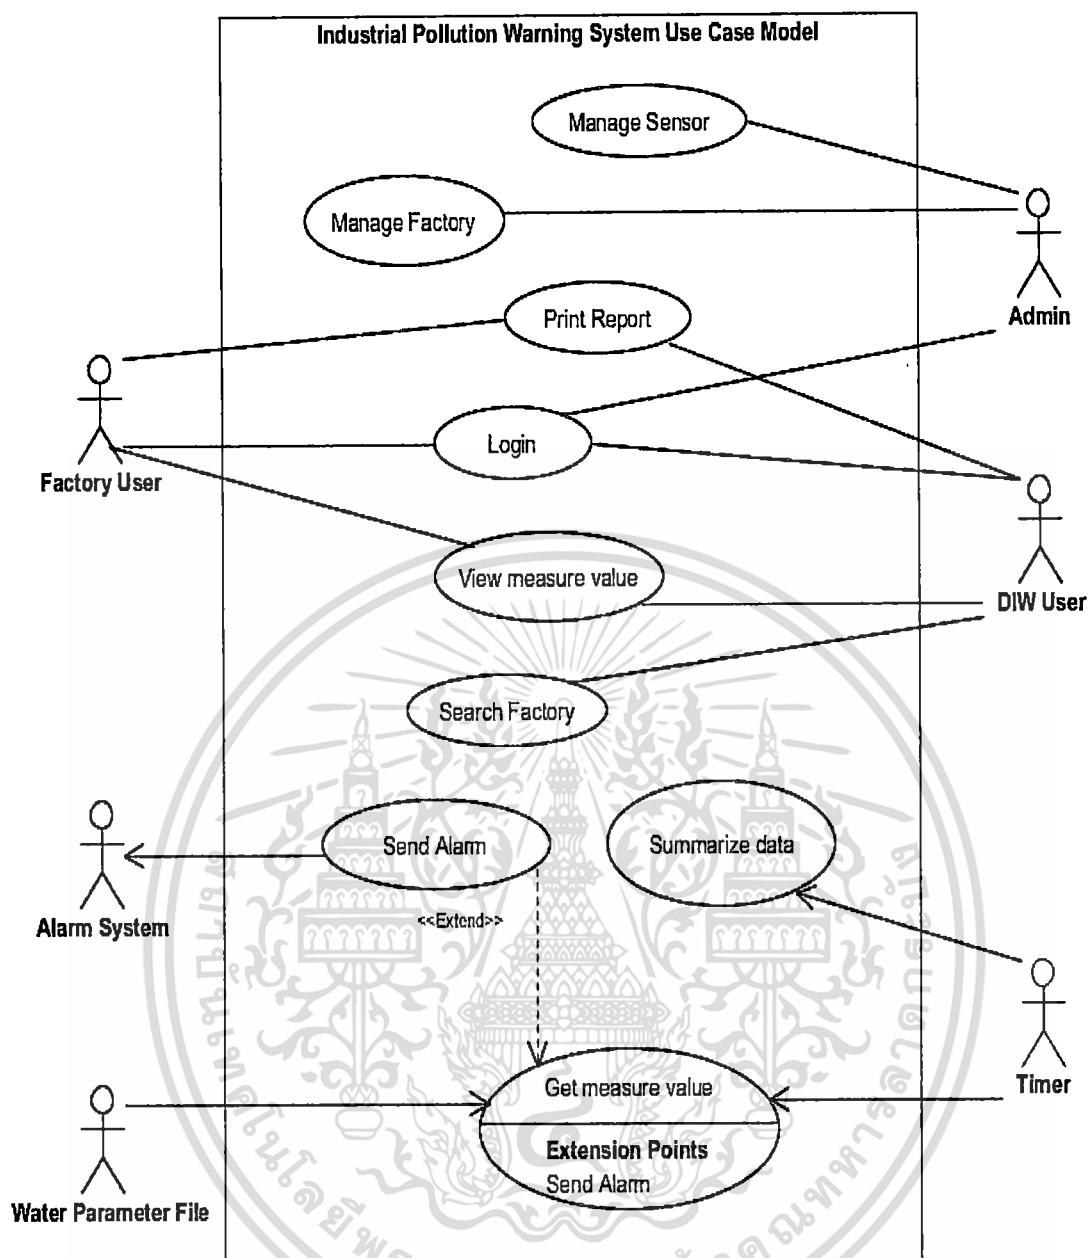 Industrial Pollution Warning System Use Case Model
Manage Sensor
Manage Factory
Print Report
Admin
Login
Factory User
View measure value
DIW User
Search Factory
Send Alarm
Summarize data
<<Extend>>
Alarm System
Get measure value
Timer
Extension Points
Send Alarm
Water Parameter File